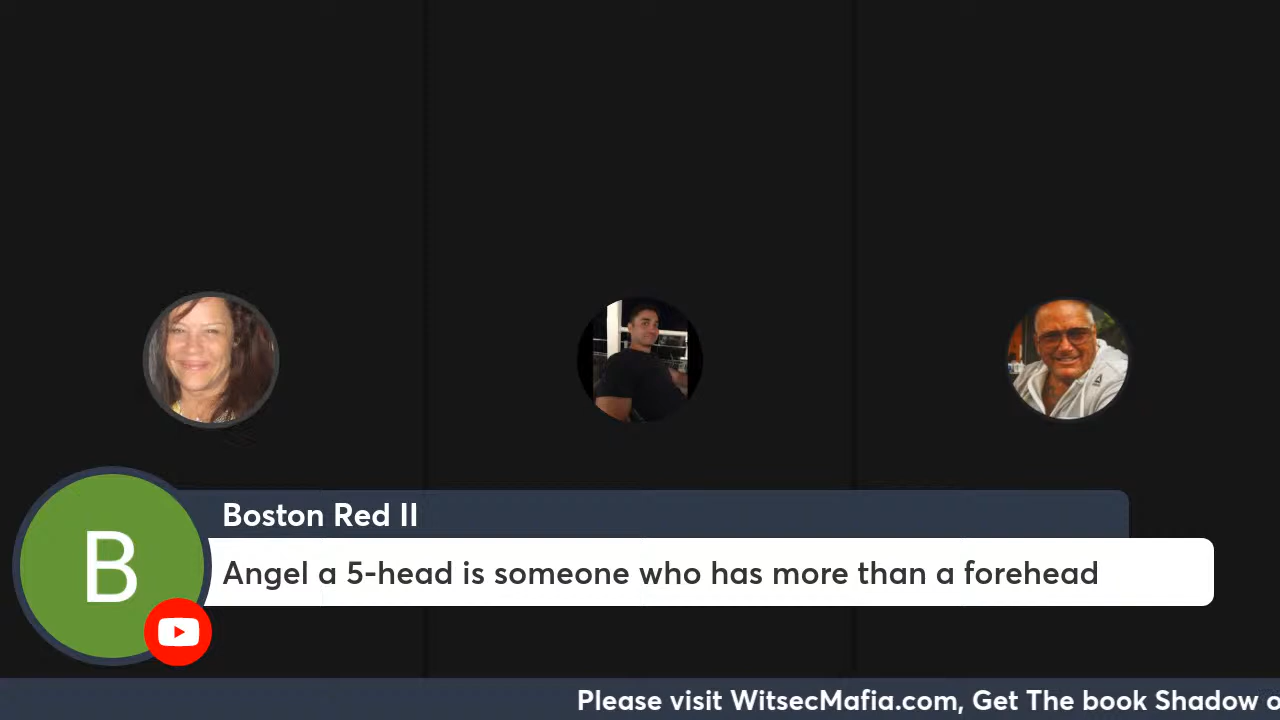 B
Boston Red II
Angel a 5-head is someone who has more than a forehead
Please visit WitsecMafia.com, Get The book Shadow